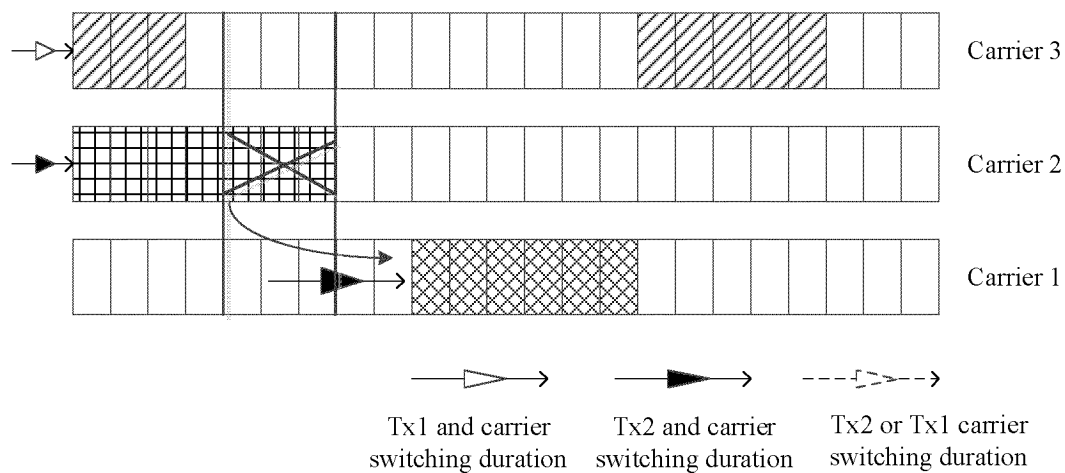 Carrier 3
Carrier 2
Carrier 1
Tx1 and carrier
switching duration
Tx2 and carrier
switching duration
Tx2 or Tx1 carrier
switching duration